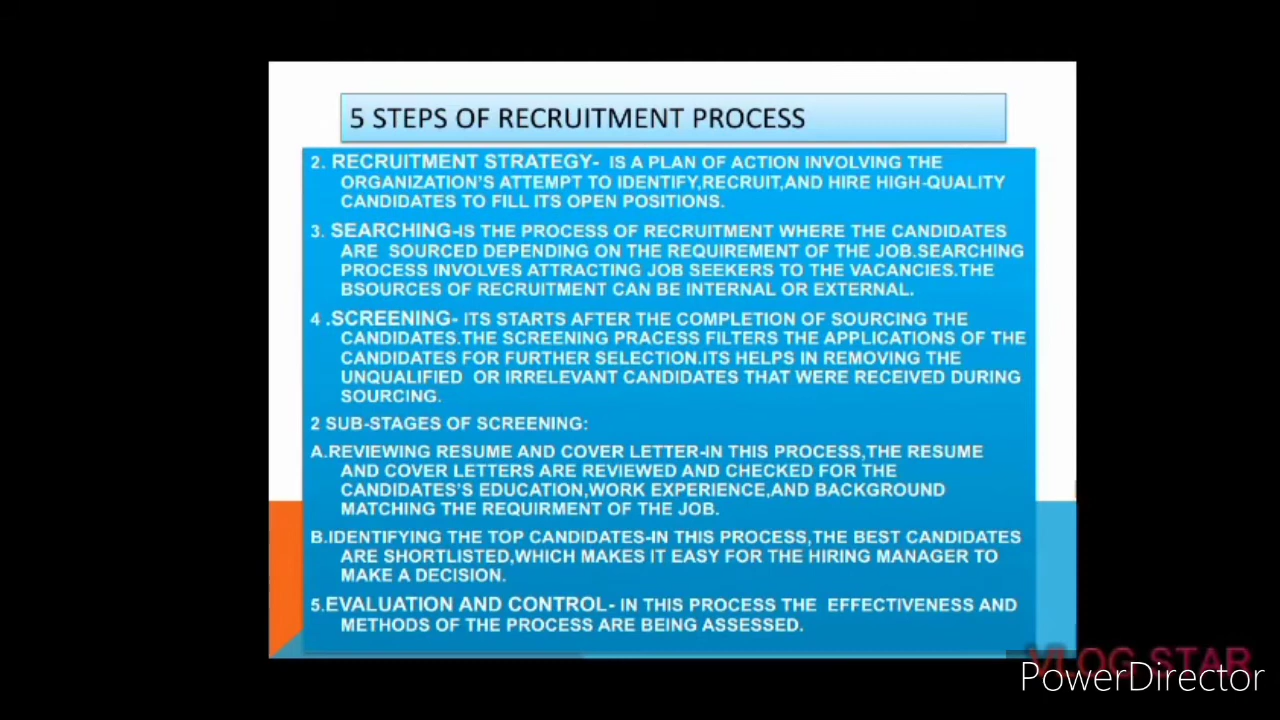 5 STEPS OF RECRUITMENT PROCESS
2. RECRUITMENT STRATEGY- IS A PLAN OF ACTION INVOLVING THE
ORGANIZATION'S ATTEMPT TO IDENTIFY,RECRUIT,AND HIRE HIGH-QUALITY
CANDIDATES TO FILL ITS OPEN POSITIONS.
3. SEARCHING-IS THE PROCESS OF RECRUITMENT WHERE THE CANDIDATES
ARE SOURCED DEPENDING ON THE REQUIREMENT OF THE JOB.SEARCHING
PROCESS INVOLVES ATTRACTING JOB SEEKERS TO THE VACANCIES.THE
BSOURCES OF RECRUITMENT CAN BE INTERNAL OR EXTERNAL.
4 .SCREENING- ITS STARTS AFTER THE COMPLETION OF SOURCING THE
CANDIDATES.THE SCREENING PRACESS FILTERS THE APPLICATIONS OF THE
CANDIDATES FOR FURTHER SELECTION.ITS HELPS IN REMOVING THE
UNQUALIFIED OR IRRELEVANT CANDIDATES THAT WERE RECEIVED DURING
SOURCING.
2 SUB-STAGES OF SCREENING:
A.REVIEWING RESUME AND COVER LETTER-IN THIS PROCESS,THE RESUME
AND COVER LETTERS ARE REVIEWED AND CHECKED FOR THE
CANDIDATES'S EDUCATION,WORK EXPERIENCE,AND BACKGROUND
MATCHING THE REQUIRMENT OF THE JOB.
B.IDENTIFYING THE TOP CANDIDATES-IN THIS PROCESS,THE BEST CANDIDATES
ARE SHORTLISTED,WHICH MAKES IT EASY FOR THE HIRING MANAGER TO
MAKE A DECISION.
5.EVALUATION AND CONTROL- IN THIS PROCESS THE EFFECTIVENESS AND
METHODS OF THE PROCESS ARE BEING ASSESSED.
VLOG STAR
PowerDirector